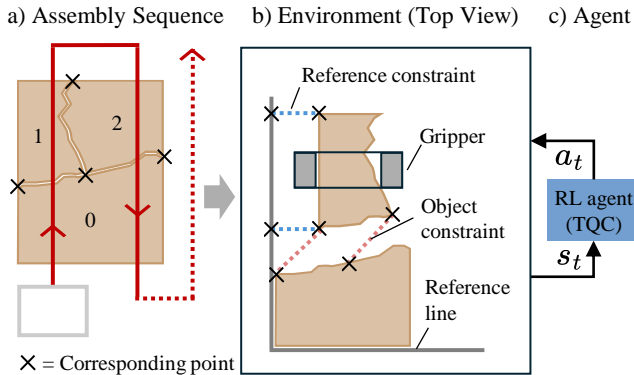 a) Assembly Sequence
b) Environment (Top View)
c) Agent
1
2
0
× = Corresponding point
Reference constraint
Gripper
Object
constraint
Reference
line
a_t
RL agent
(TQC)
s_t